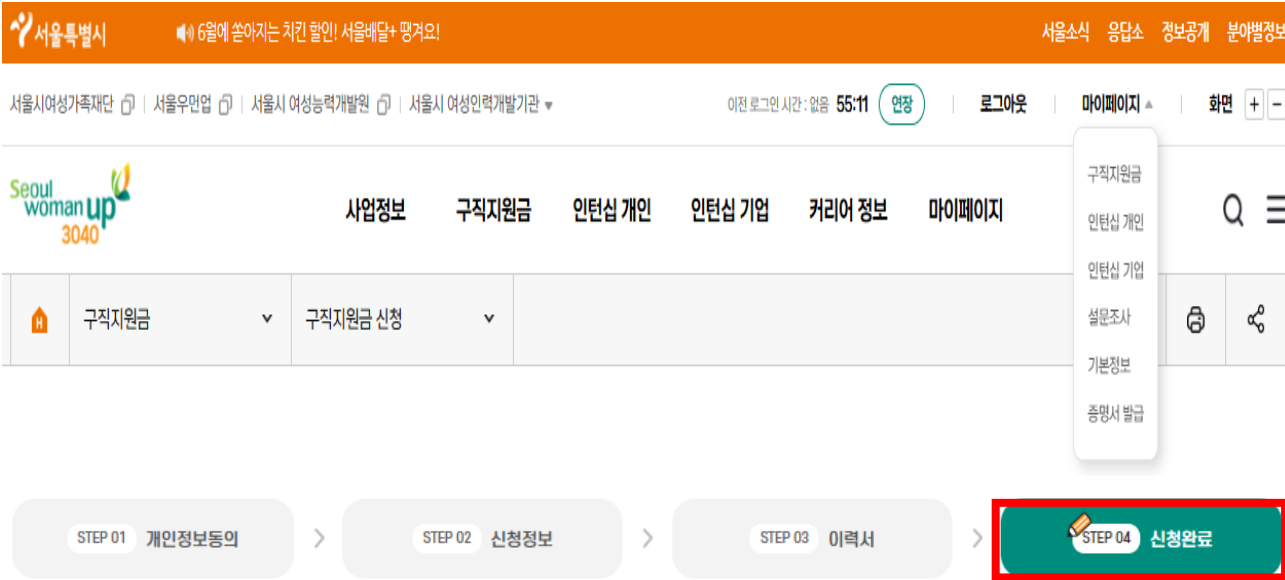 서울특별시 6월에 쏟아지는 치킨 할인! 서울배달+ 땡겨요! 서울소식 응답소 정보공개 분야별정보
서울시여성가족재단 서울우먼업 서울시 여성능력개발원 서울시 여성인력개발기관 ▼ 이전 로그인 시간 : 없음 55:11 연장 로그아웃 마이페이지 ▲ 화면 + −
Seoul
woman up
3040
사업정보 구직지원금 인턴십 개인 인턴십 기업 커리어 정보 마이페이지
구직지원금
인턴십 개인
인턴십 기업
설문조사
기본정보
증명서 발급
H 구직지원금 구직지원금 신청
STEP 01 개인정보동의 STEP 02 신청정보 STEP 03 이력서 STEP 04 신청완료